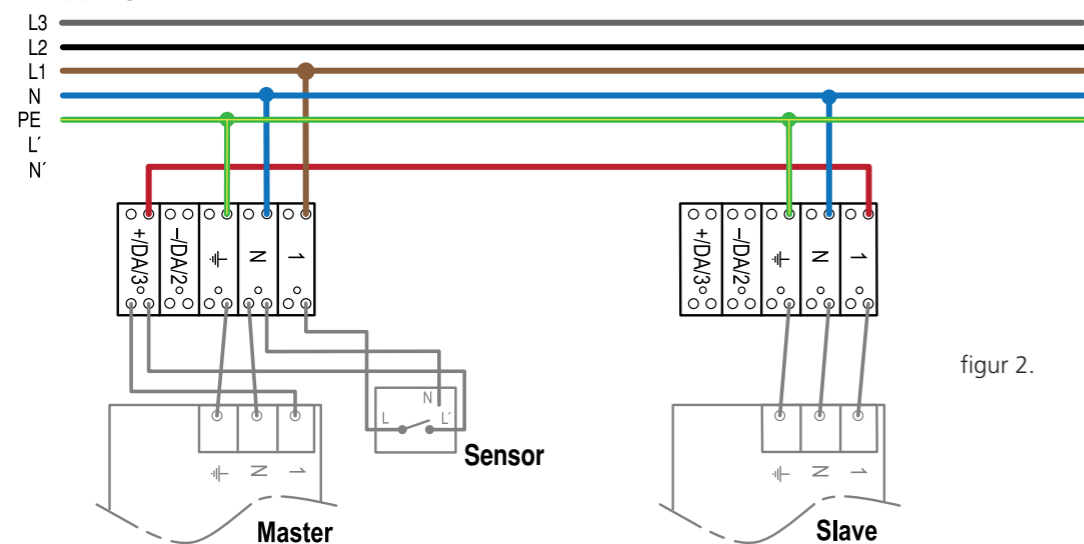 L3
L2
L1
N
PE
L´
N´
+/DA/3
–/DA/2
N
1
+/DA/3
–/DA/2
N
1
figur 2.
N
L L´
Sensor
N 1
N 1
Master
Slave